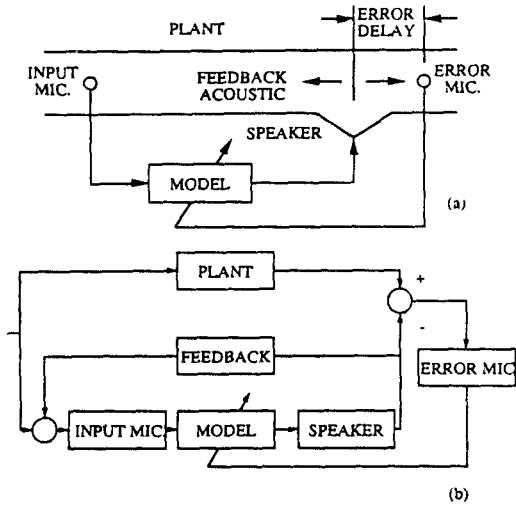 PLANT
ERROR
DELAY
INPUT
MIC.
FEEDBACK
ACOUSTIC
ERROR
MIC.
SPEAKER
MODEL
(a)
PLANT
+
-
FEEDBACK
ERROR MIC
INPUT MIC
MODEL
SPEAKER
(b)